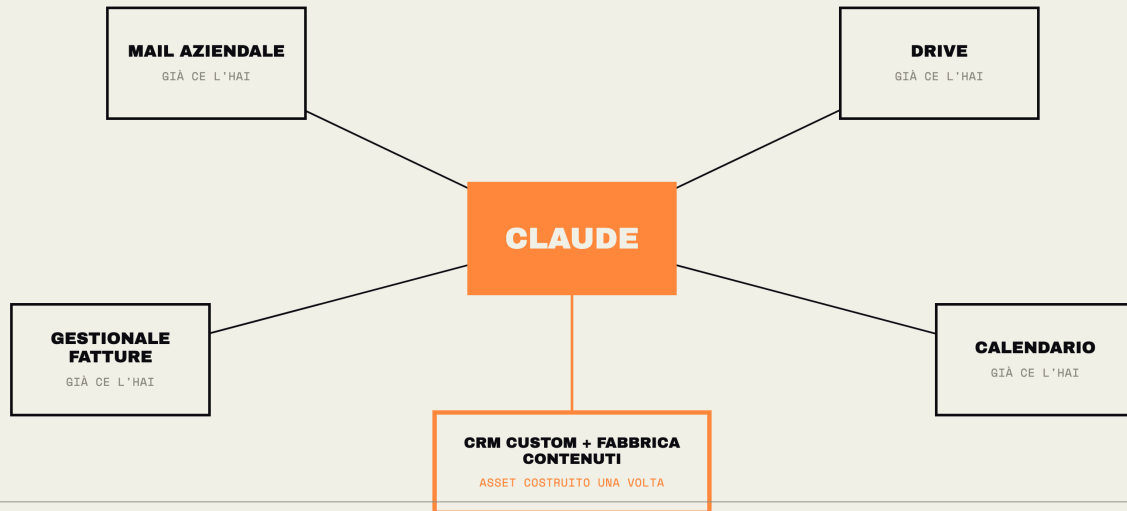 MAIL AZIENDALE
GIÀ CE L'HAI
DRIVE
GIÀ CE L'HAI
CLAUDE
GESTIONALE
FATTURE
GIÀ CE L'HAI
CALENDARIO
GIÀ CE L'HAI
CRM CUSTOM + FABBRICA
CONTENUTI
ASSET COSTRUITO UNA VOLTA